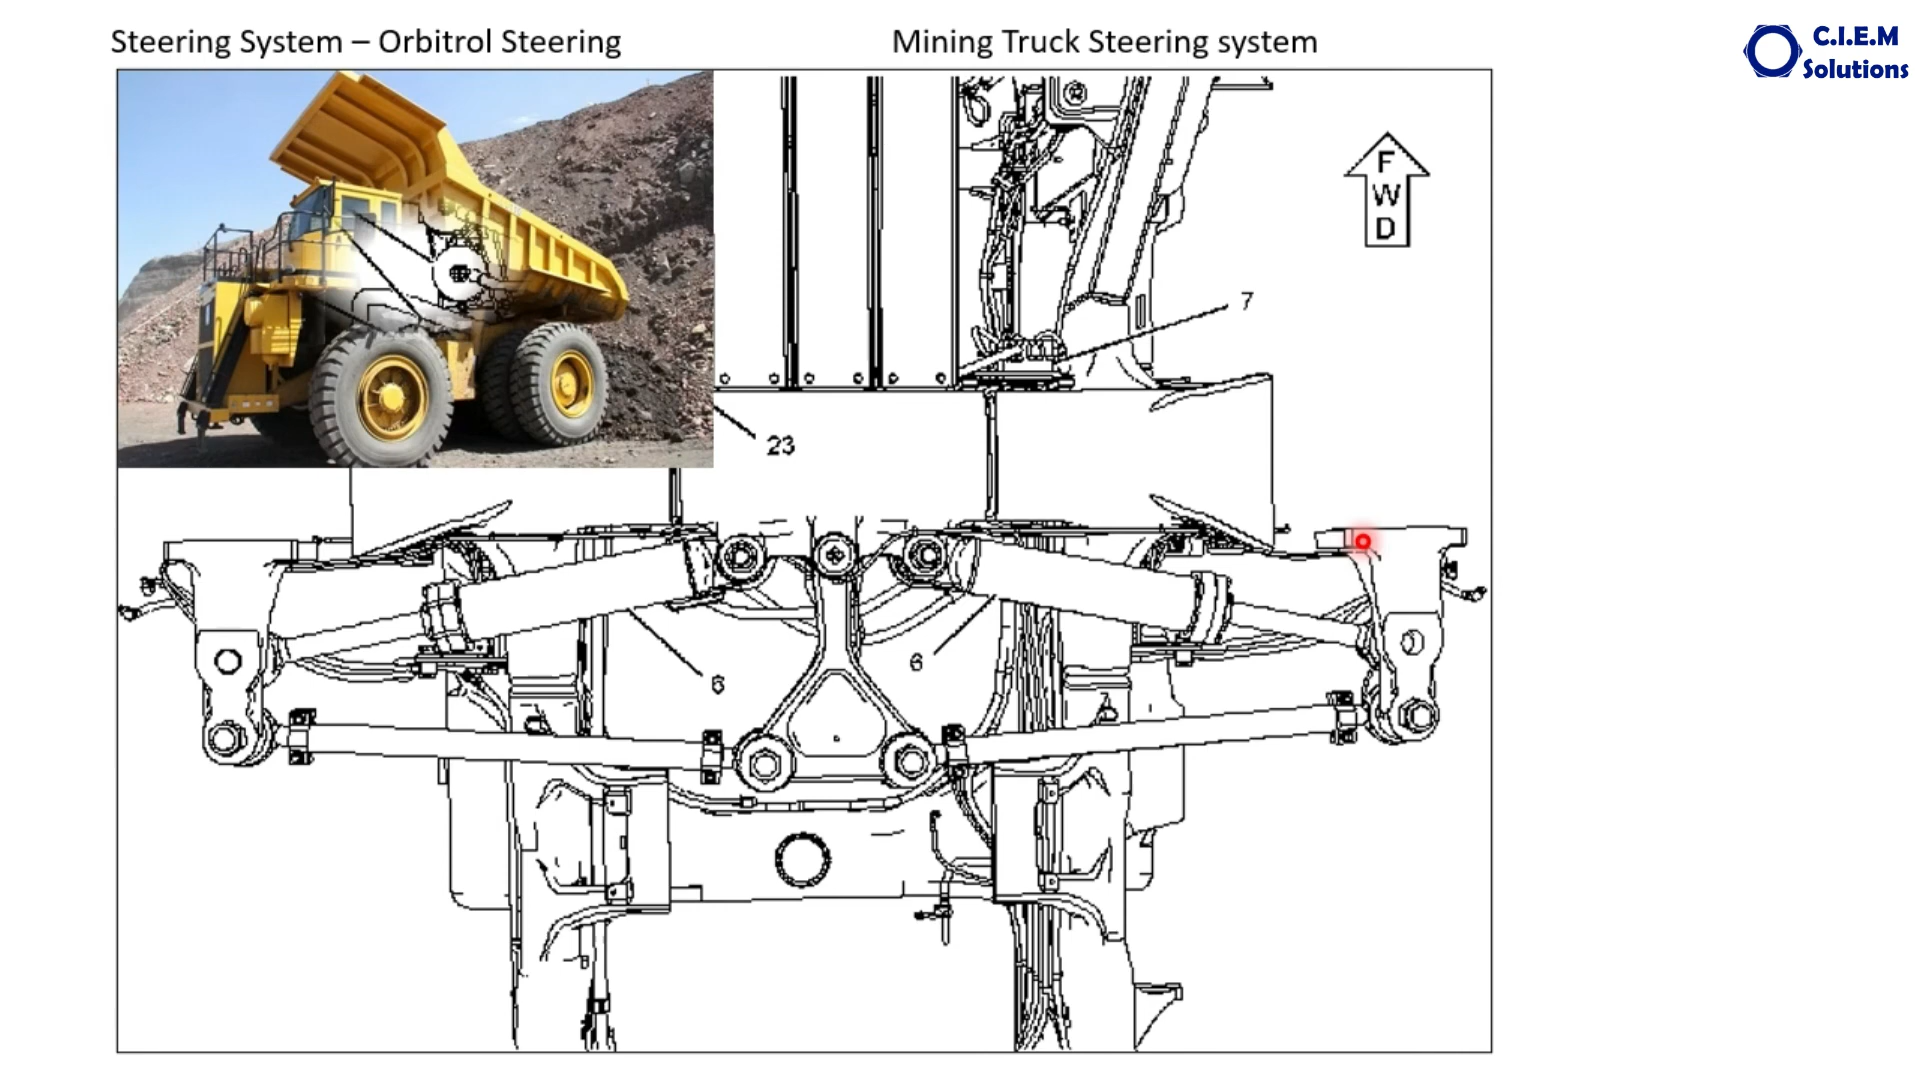 Steering System – Orbitrol Steering
Mining Truck Steering system
C.I.E.M
Solutions
F
W
D
7
23
6
6